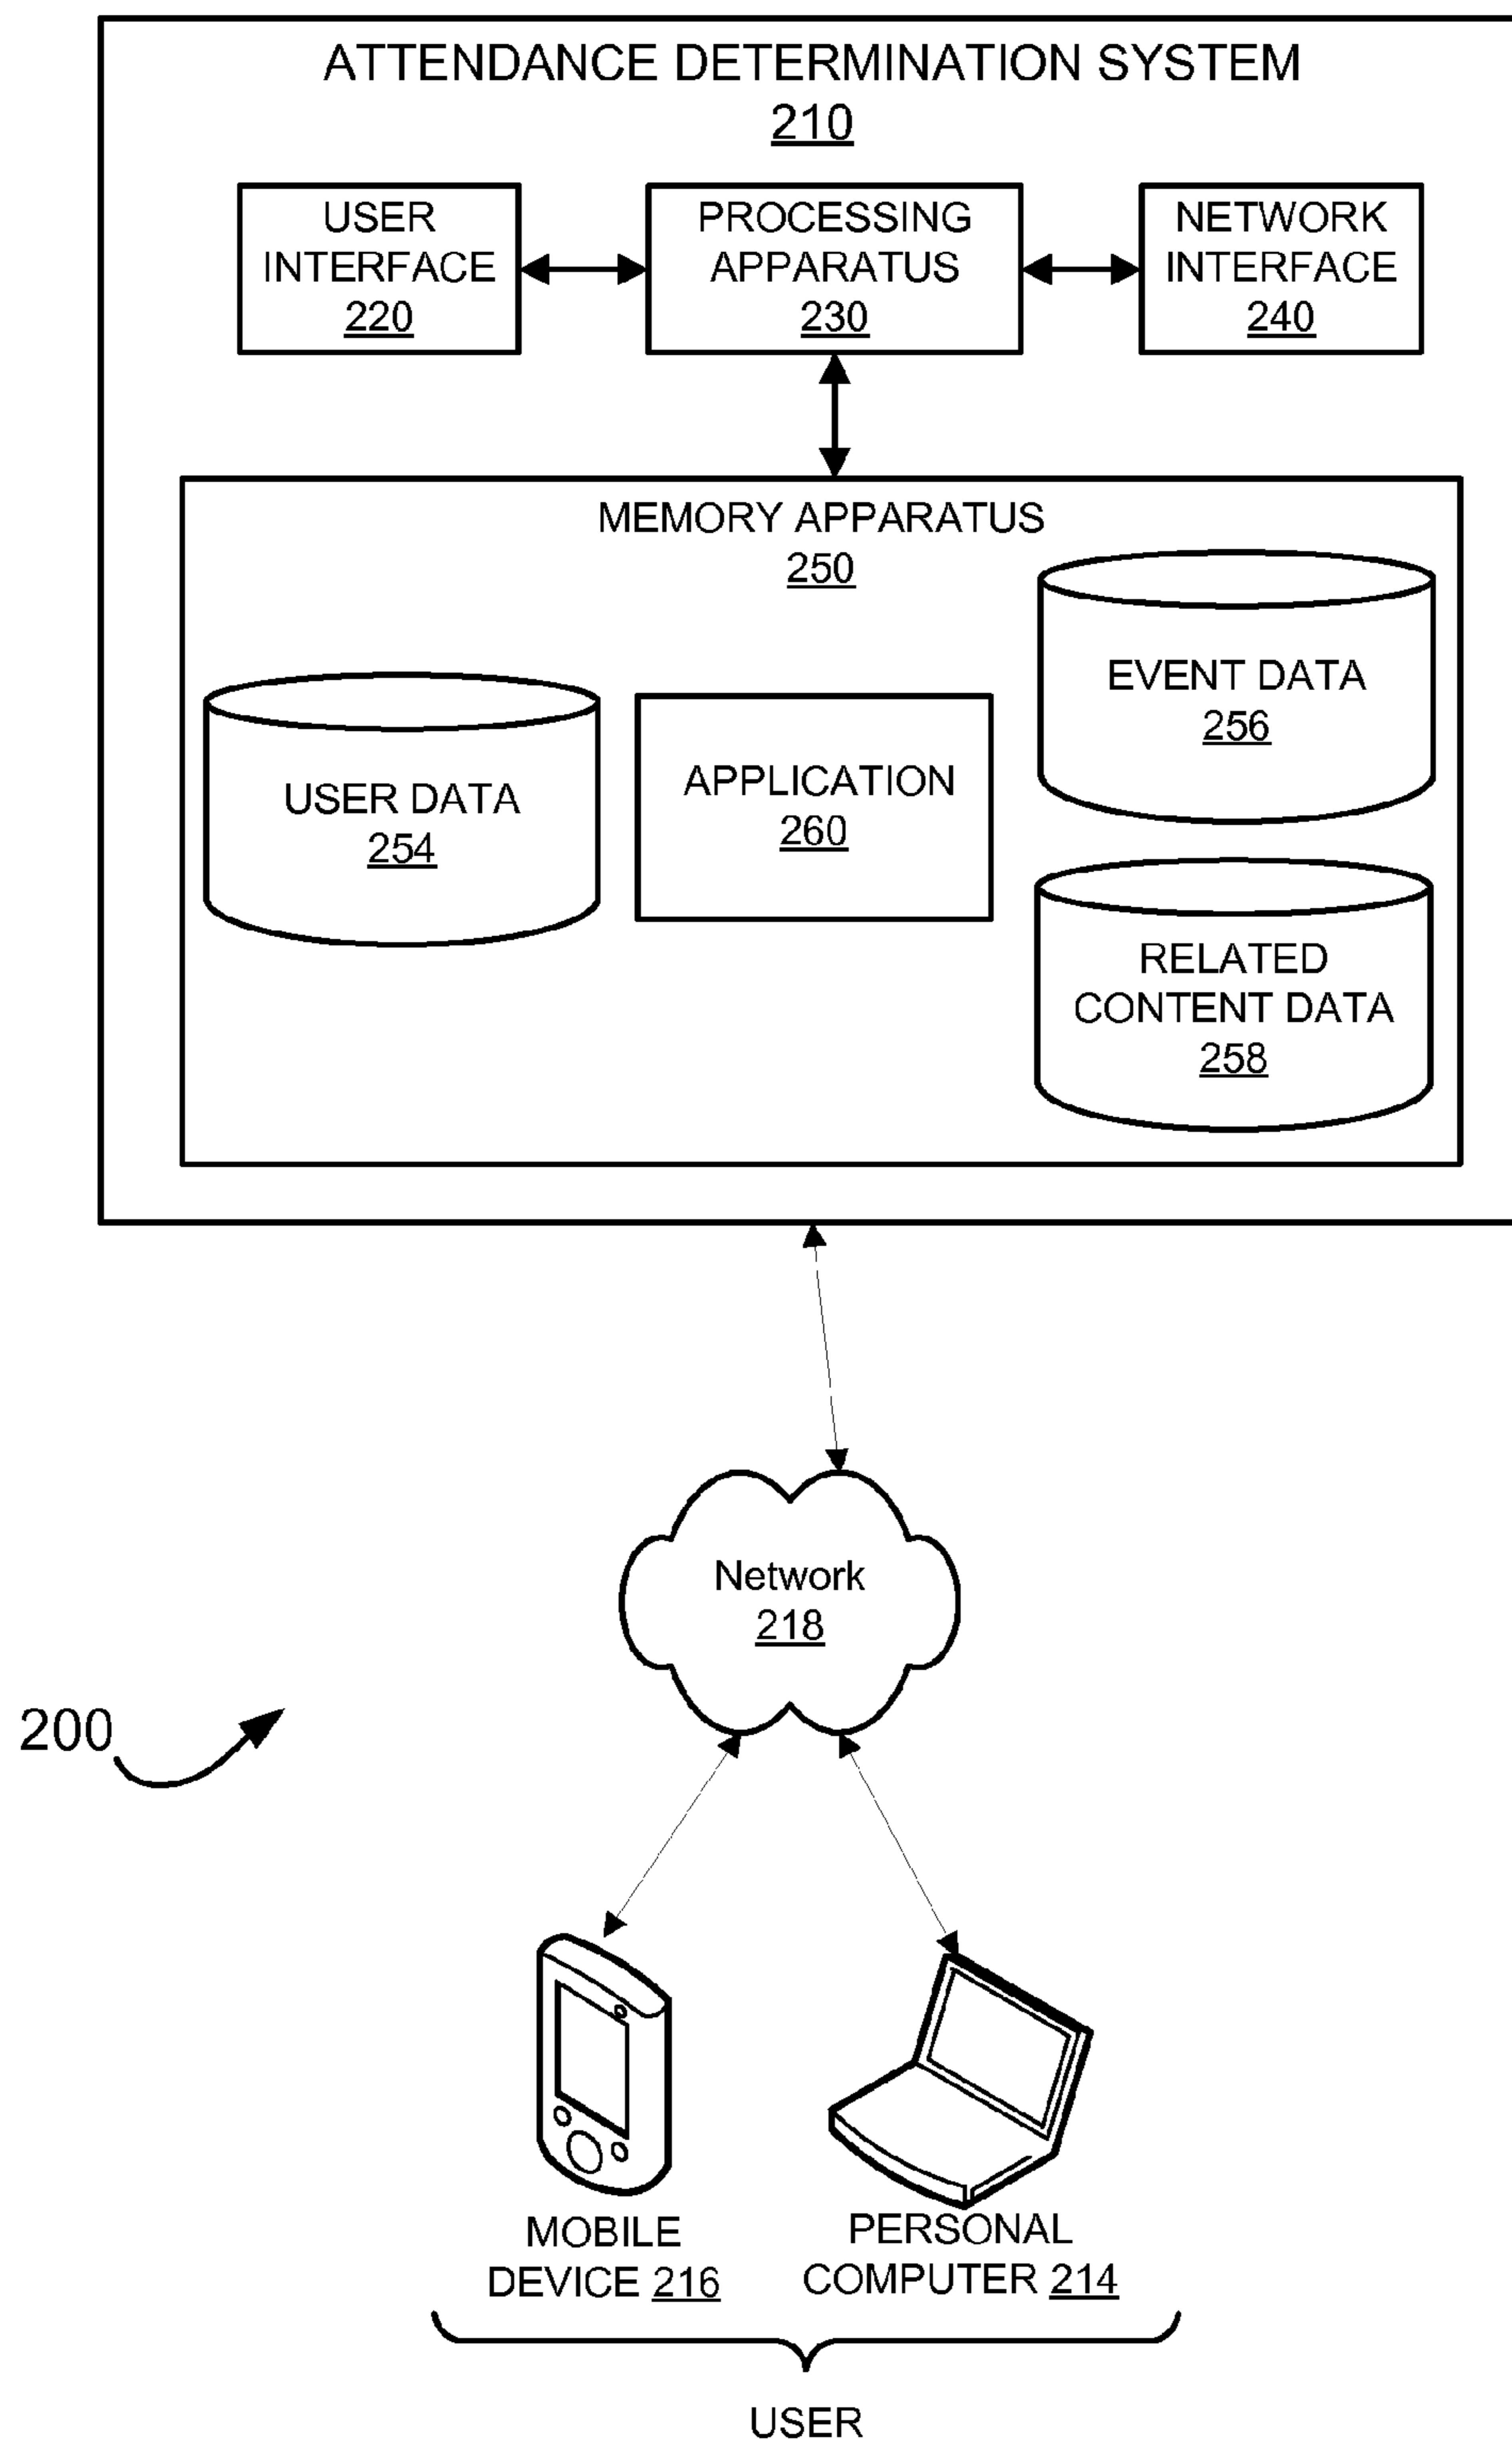 ATTENDANCE DETERMINATION SYSTEM
210
USER
INTERFACE
220
PROCESSING
APPARATUS
230
NETWORK
INTERFACE
240
MEMORY APPARATUS
250
USER DATA
254
APPLICATION
260
EVENT DATA
256
RELATED
CONTENT DATA
258
Network
218
200
MOBILE
DEVICE 216
PERSONAL
COMPUTER 214
USER